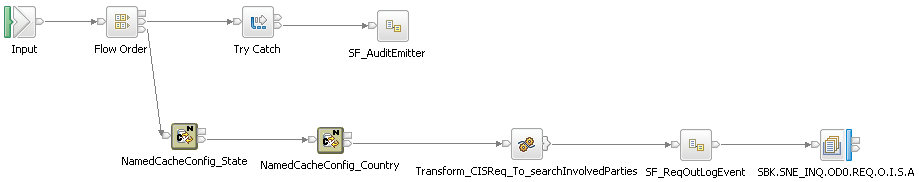 Input
Flow Order
Try Catch
SF_AuditEmitter
NamedCacheConfig_State
NamedCacheConfig_Country
Transform_CISReq_To_searchInvolvedParties
SF_ReqOutLogEvent
SBK.SNE_INQ.OD0.REQ.O.I.S.A